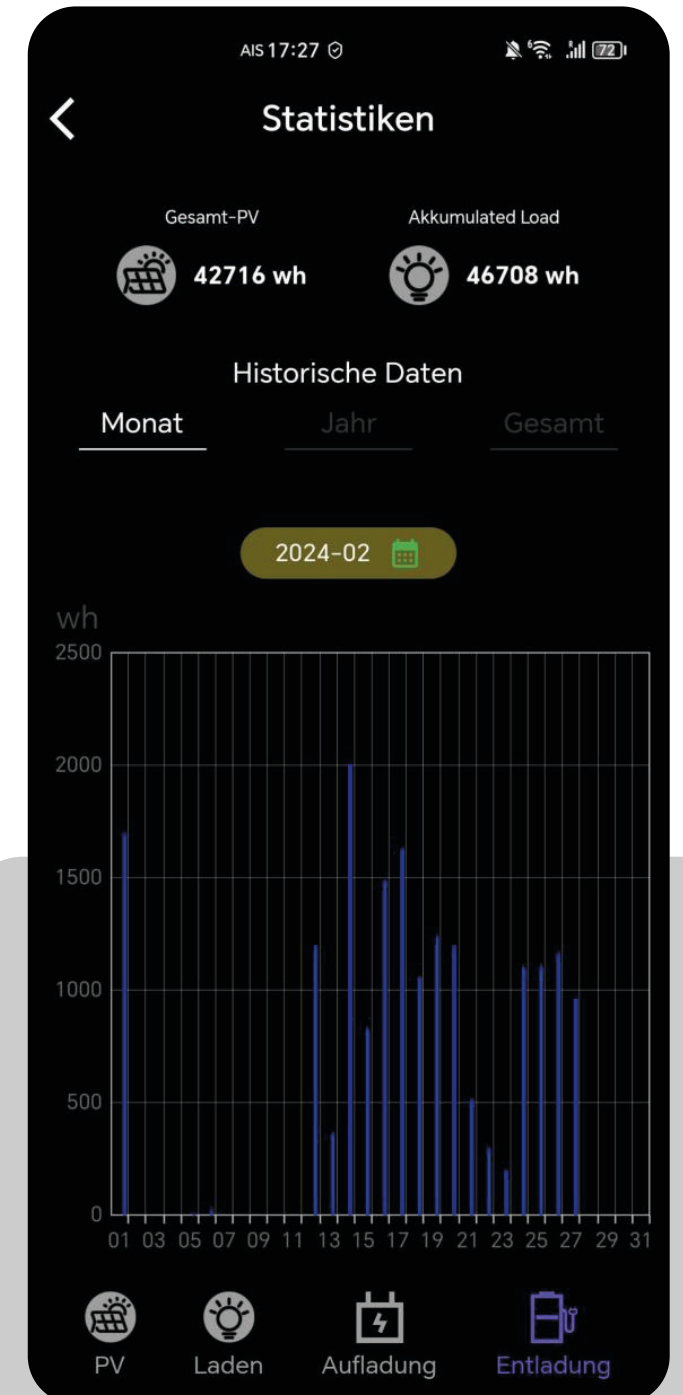 AIS 17:27 72
Statistiken
Gesamt-PV Akkumulated Load
42716 wh 46708 wh
Historische Daten
Monat Jahr Gesamt
2024-02
wh
2500
2000
1500
1000
500
0
01 03 05 07 09 11 13 15 17 19 21 23 25 27 29 31
PV Laden Aufladung Entladung